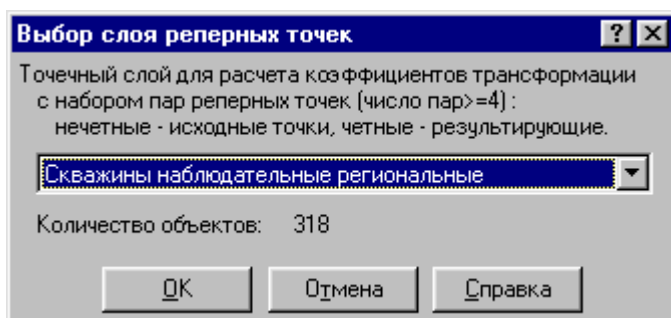 Выбор слоя реперных точек
Точечный слой для расчета коэффициентов трансформации
с набором пар реперных точек (число пар>=4) :
нечетные - исходные точки, четные - результирующие.
Скважины наблюдательные региональные
Количество объектов: 318
OK Отмена Справка